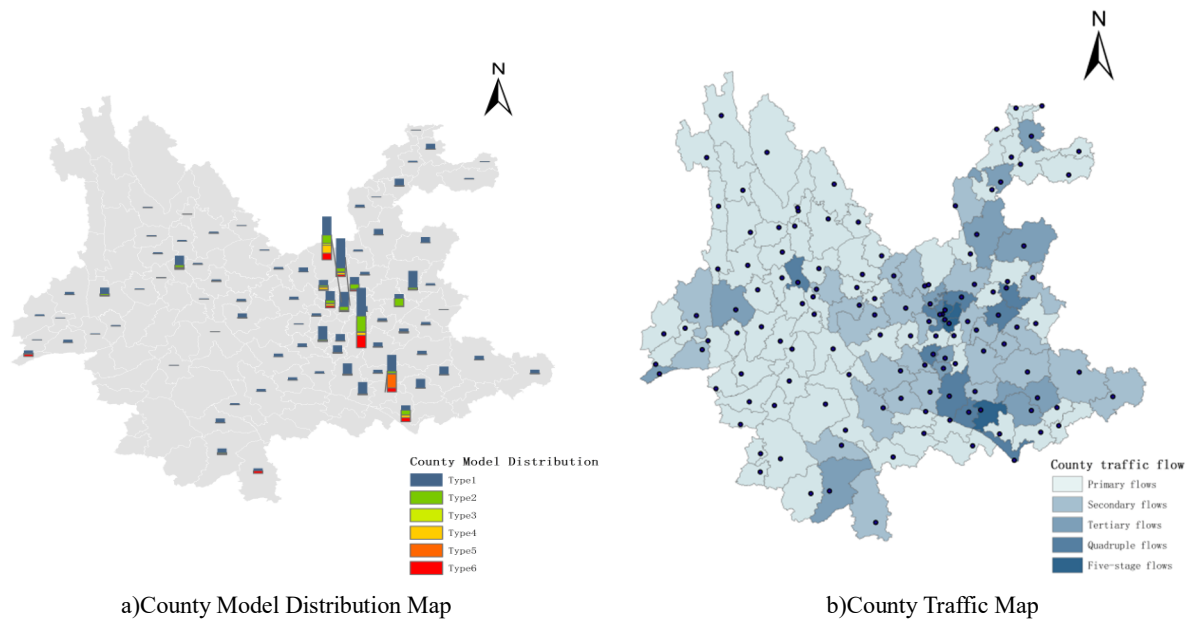 N
County Model Distribution
Type1
Type2
Type3
Type4
Type5
Type6
a)County Model Distribution Map
N
County traffic flow
Primary flows
Secondary flows
Tertiary flows
Quadruple flows
Five-stage flows
b)County Traffic Map